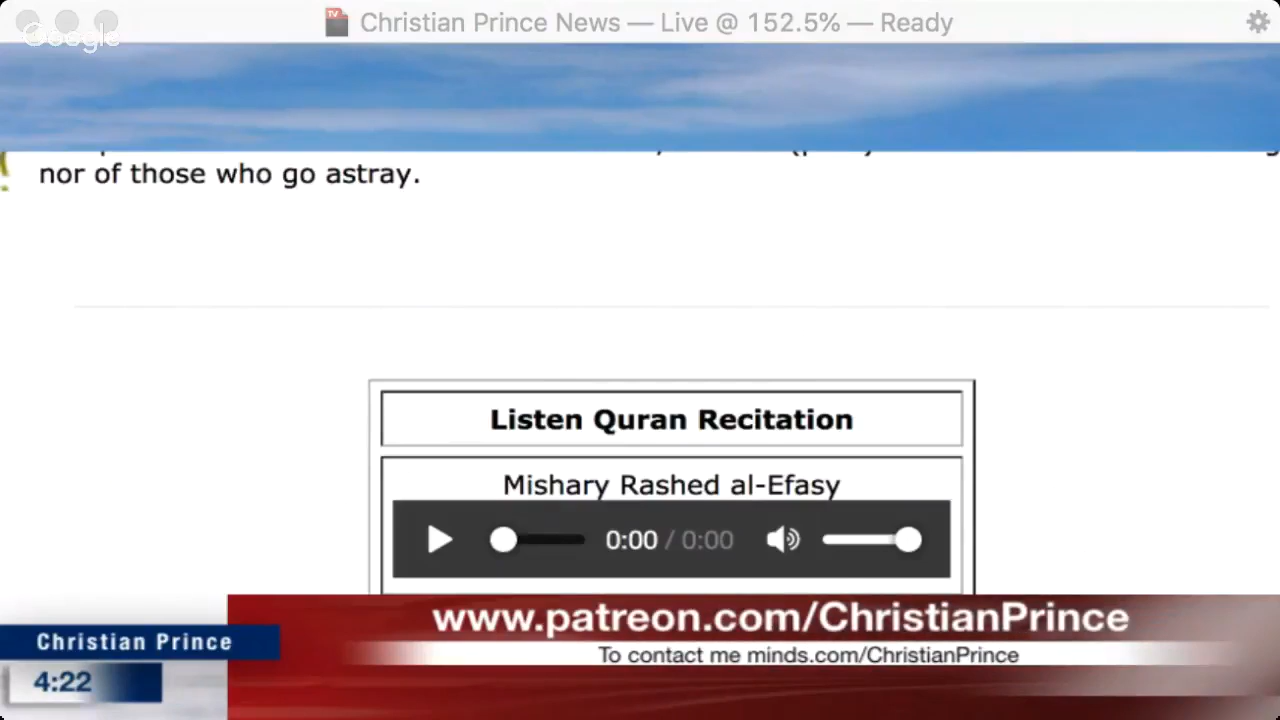 Christian Prince News — Live @ 152.5% — Ready
Google
nor of those who go astray.
Listen Quran Recitation
Mishary Rashed al-Efasy
0:00 / 0:00
www.patreon.com/ChristianPrince
Christian Prince
To contact me minds.com/ChristianPrince
4:22